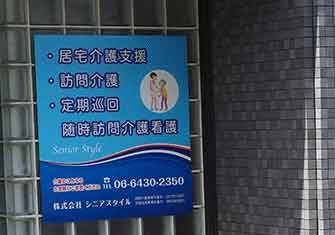 ・居宅介護支援
・訪問介護
・定期巡回
随時訪問介護看護
Senior Style
TEL 06-6430-2350
株式会社 シニアスタイル